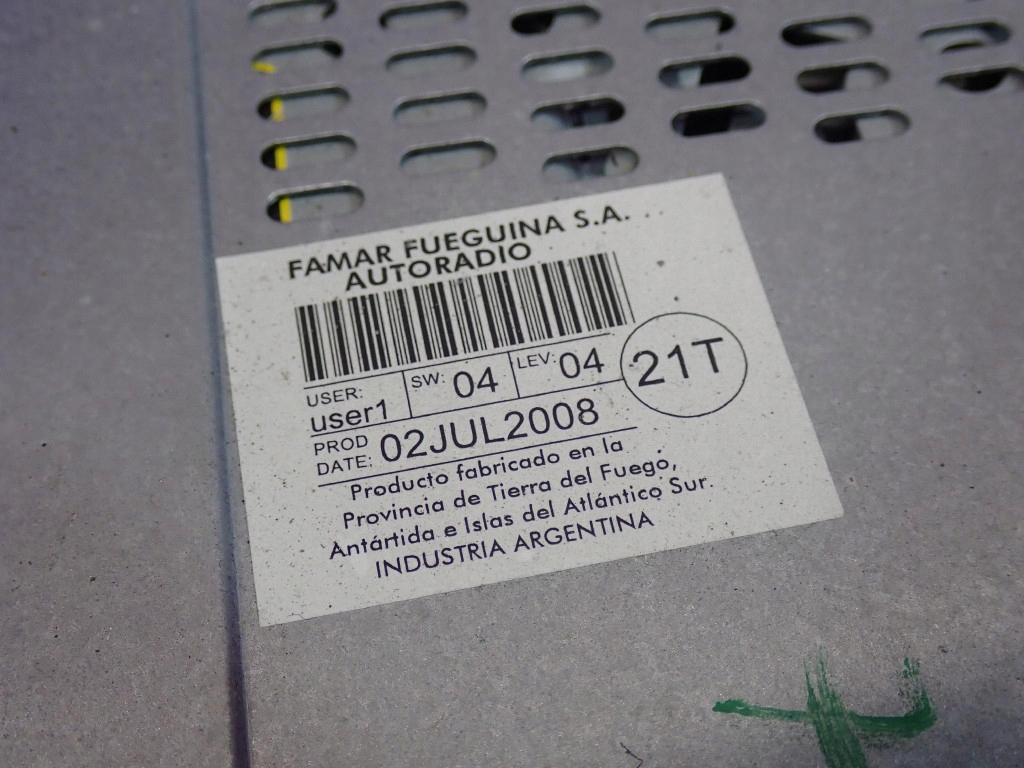 FAMAR FUEGUINA S.A.
AUTORADIO
USER: user1
SW: 04
LEV: 04
21T
PROD DATE: 02JUL2008
Producto fabricado en la
Provincia de Tierra del Fuego,
Antártida e Islas del Atlántico Sur.
INDUSTRIA ARGENTINA